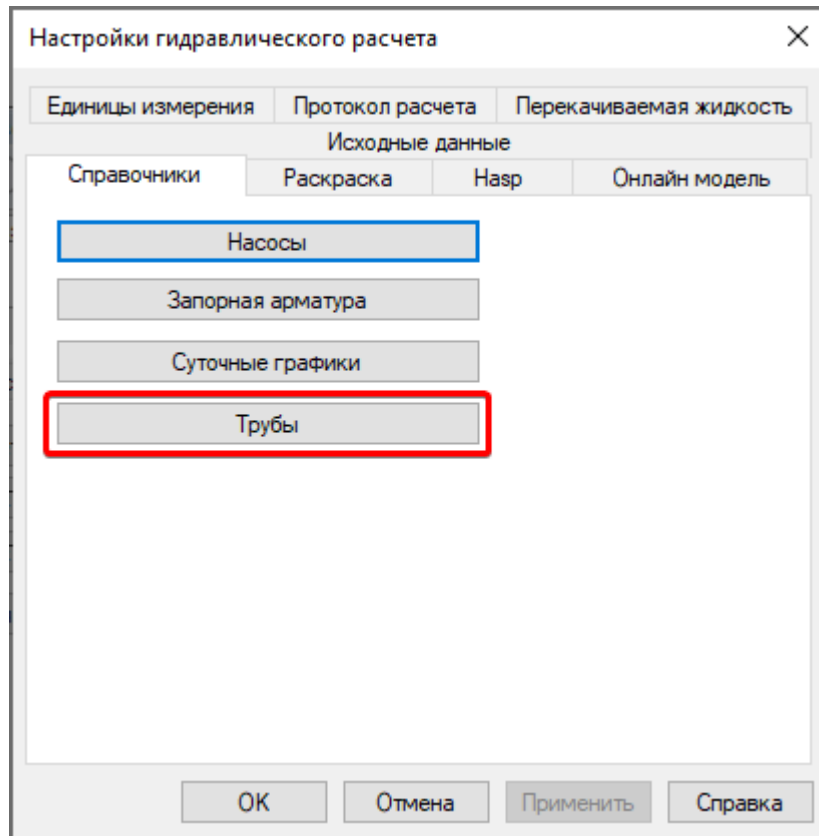 Настройки гидравлического расчета
Единицы измерения Протокол расчета Перекачиваемая жидкость
Исходные данные
Справочники Раскраска Hasp Онлайн модель
Насосы
Запорная арматура
Суточные графики
Трубы
OK Отмена Применить Справка